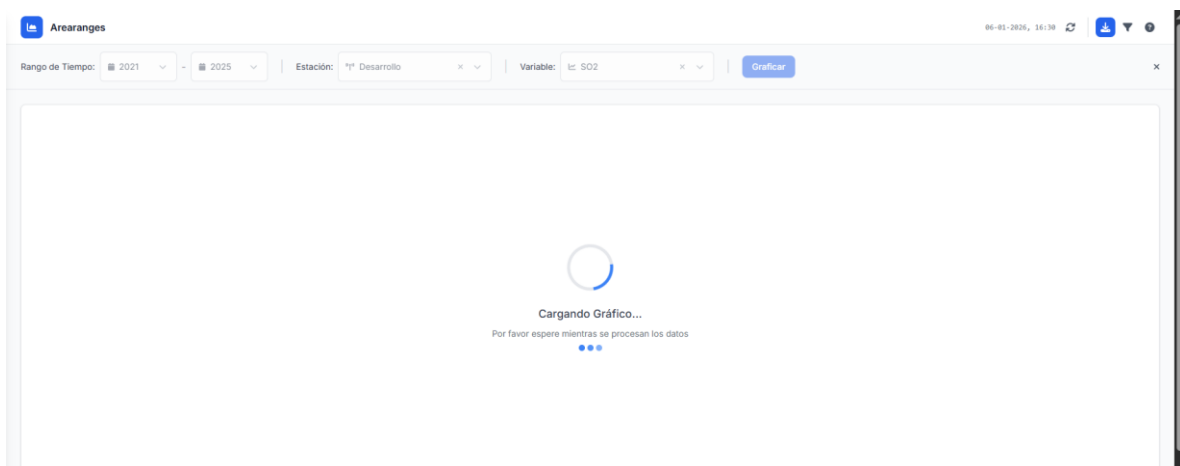 Arearanges 06-01-2026, 16:30
Rango de Tiempo: 2021 - 2025 Estación: Desarrollo Variable: SO2 Graficar
Cargando Gráfico...
Por favor espere mientras se procesan los datos